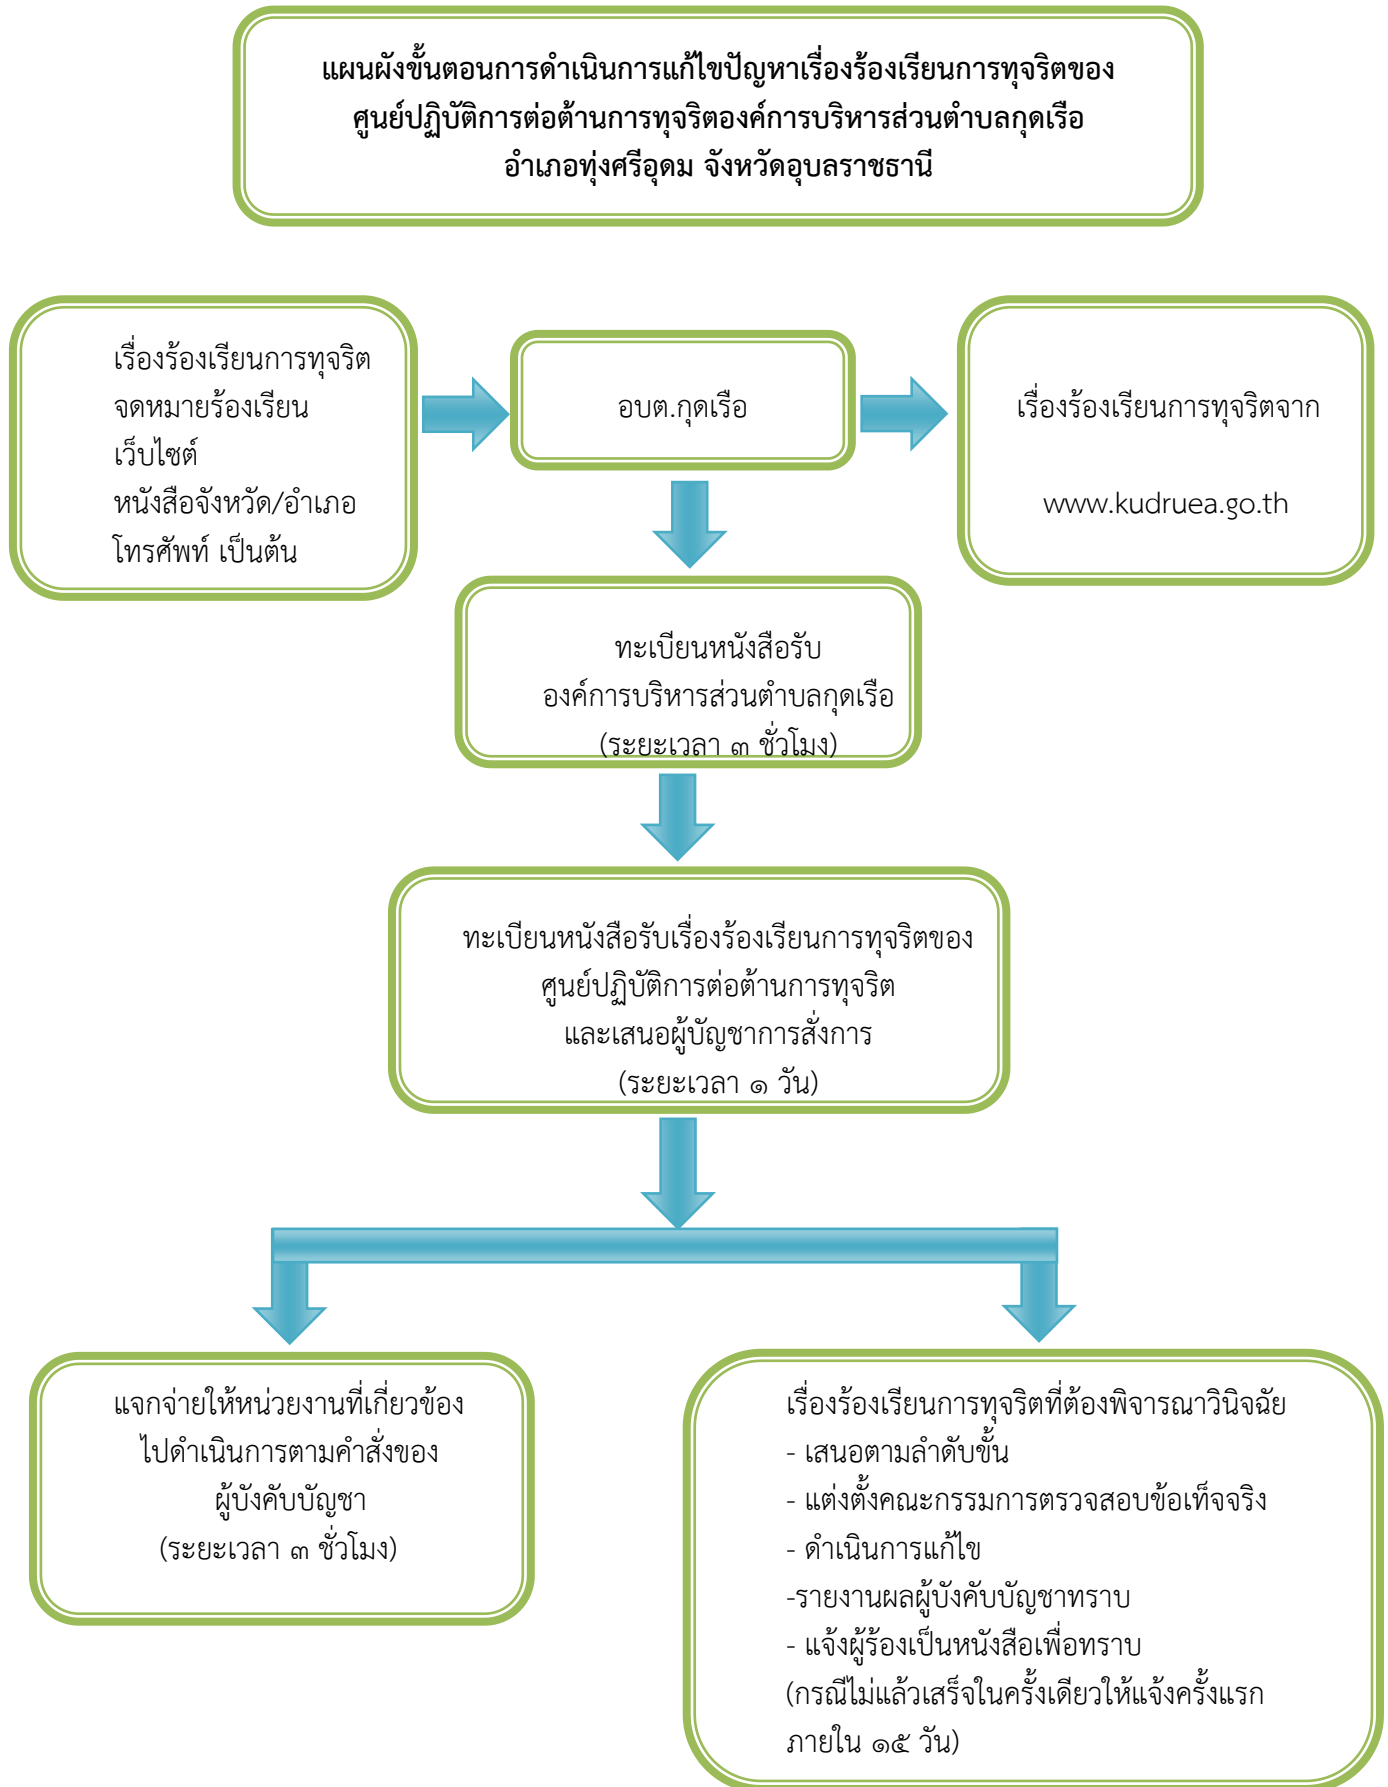 แผนผังขั้นตอนการดำเนินการแก้ไขปัญหาเรื่องร้องเรียนการทุจริตของ
ศูนย์ปฏิบัติการต่อต้านการทุจริตองค์การบริหารส่วนตำบลกุดเรือ
อำเภอทุ่งศรีอุดม จังหวัดอุบลราชธานี
เรื่องร้องเรียนการทุจริต
จดหมายร้องเรียน
เว็บไซต์
หนังสือจังหวัด/อำเภอ
โทรศัพท์ เป็นต้น
อบต.กุดเรือ
เรื่องร้องเรียนการทุจริตจาก
www.kudruea.go.th
ทะเบียนหนังสือรับ
องค์การบริหารส่วนตำบลกุดเรือ
(ระยะเวลา ๓ ชั่วโมง)
ทะเบียนหนังสือรับเรื่องร้องเรียนการทุจริตของ
ศูนย์ปฏิบัติการต่อต้านการทุจริต
และเสนอผู้บัญชาการสั่งการ
(ระยะเวลา ๑ วัน)
แจกจ่ายให้หน่วยงานที่เกี่ยวข้อง
ไปดำเนินการตามคำสั่งของ
ผู้บังคับบัญชา
(ระยะเวลา ๓ ชั่วโมง)
เรื่องร้องเรียนการทุจริตที่ต้องพิจารณาวินิจฉัย
- เสนอตามลำดับขั้น
- แต่งตั้งคณะกรรมการตรวจสอบข้อเท็จจริง
- ดำเนินการแก้ไข
-รายงานผลผู้บังคับบัญชาทราบ
- แจ้งผู้ร้องเป็นหนังสือเพื่อทราบ
(กรณีไม่แล้วเสร็จในครั้งเดียวให้แจ้งครั้งแรก
ภายใน ๑๕ วัน)